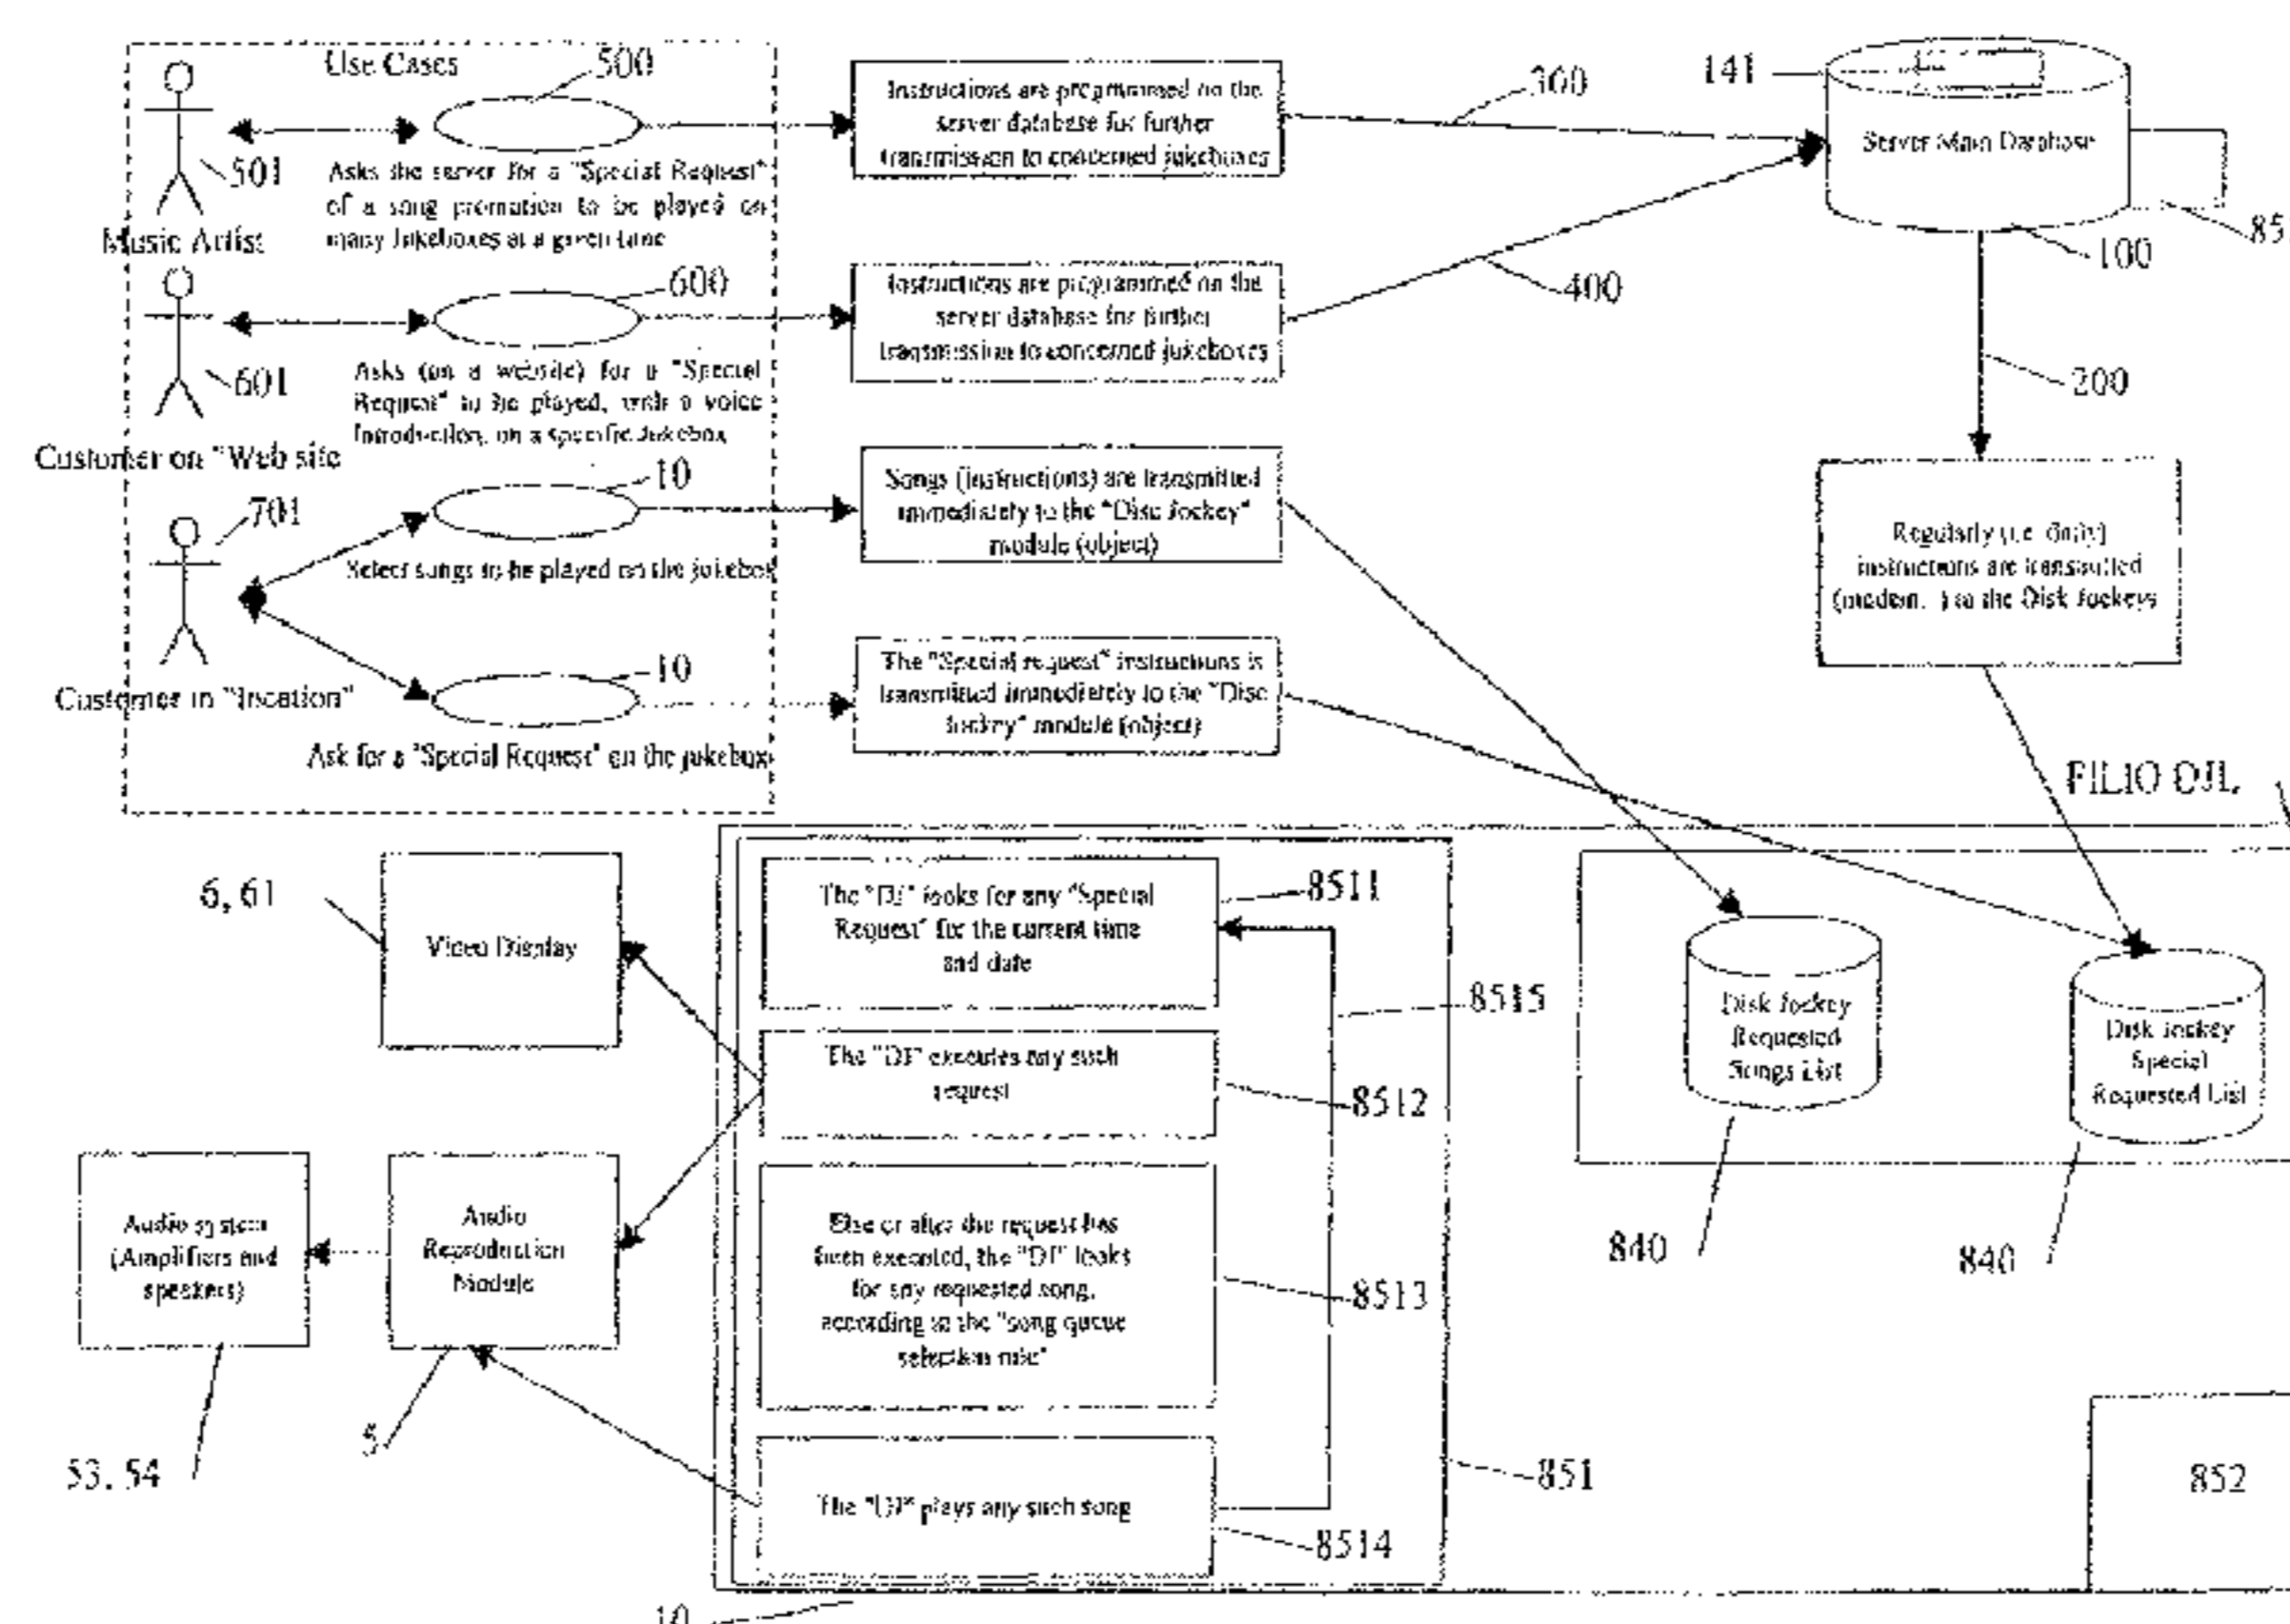 Use Cases
500
501
Asks the server for a "Special Request"
of a song promotion to be played on
many Jukeboxes at a given time
Music Artist
600
601
Asks (on a website) for a "Special
Request" to be played, with a voice
Introduction, on a specific Jukebox
Customer on "Web site
10
701
Select songs to be played on the jukebox
10
Customer in "location"
Ask for a "Special Request" on the jukebox
Instructions are programmed on the
server database for further
transmission to concerned jukeboxes
300
Instructions are programmed on the
server database for further
transmission to concerned jukeboxes
400
Songs (instructions) are transmitted
immediately to the "Disc Jockey"
module (object)
The "Special request" instructions is
transmitted immediately to the "Disc
Jockey" module (object)
141
Server Main Database
100
200
Regularly (i.e. daily)
instructions are transmitted
(modem. ) to the Disk Jockeys
6, 61
Video Display
The "DJ" looks for any "Special
Request" for the current time
and date
8511
8515
The "DJ" executes any such
request
8512
Else or after the request has
been executed, the "DJ" looks
for any requested song,
according to the "song queue
selection rule"
8513
The "DJ" plays any such song
8514
851
Disk Jockey
Requested
Songs List
840
Disk Jockey
Special
Requested List
840
Audio system
(Amplifiers and
speakers)
53, 54
Audio
Reproduction
Module
5
852
10